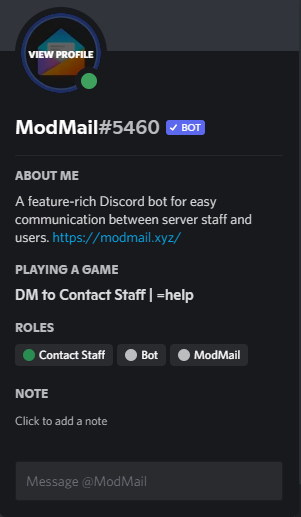 VIEW PROFILE
ModMail#5460 ✓ BOT
ABOUT ME
A feature-rich Discord bot for easy
communication between server staff and
users. https://modmail.xyz/
PLAYING A GAME
DM to Contact Staff | =help
ROLES
Contact Staff Bot ModMail
NOTE
Click to add a note
Message @ModMail